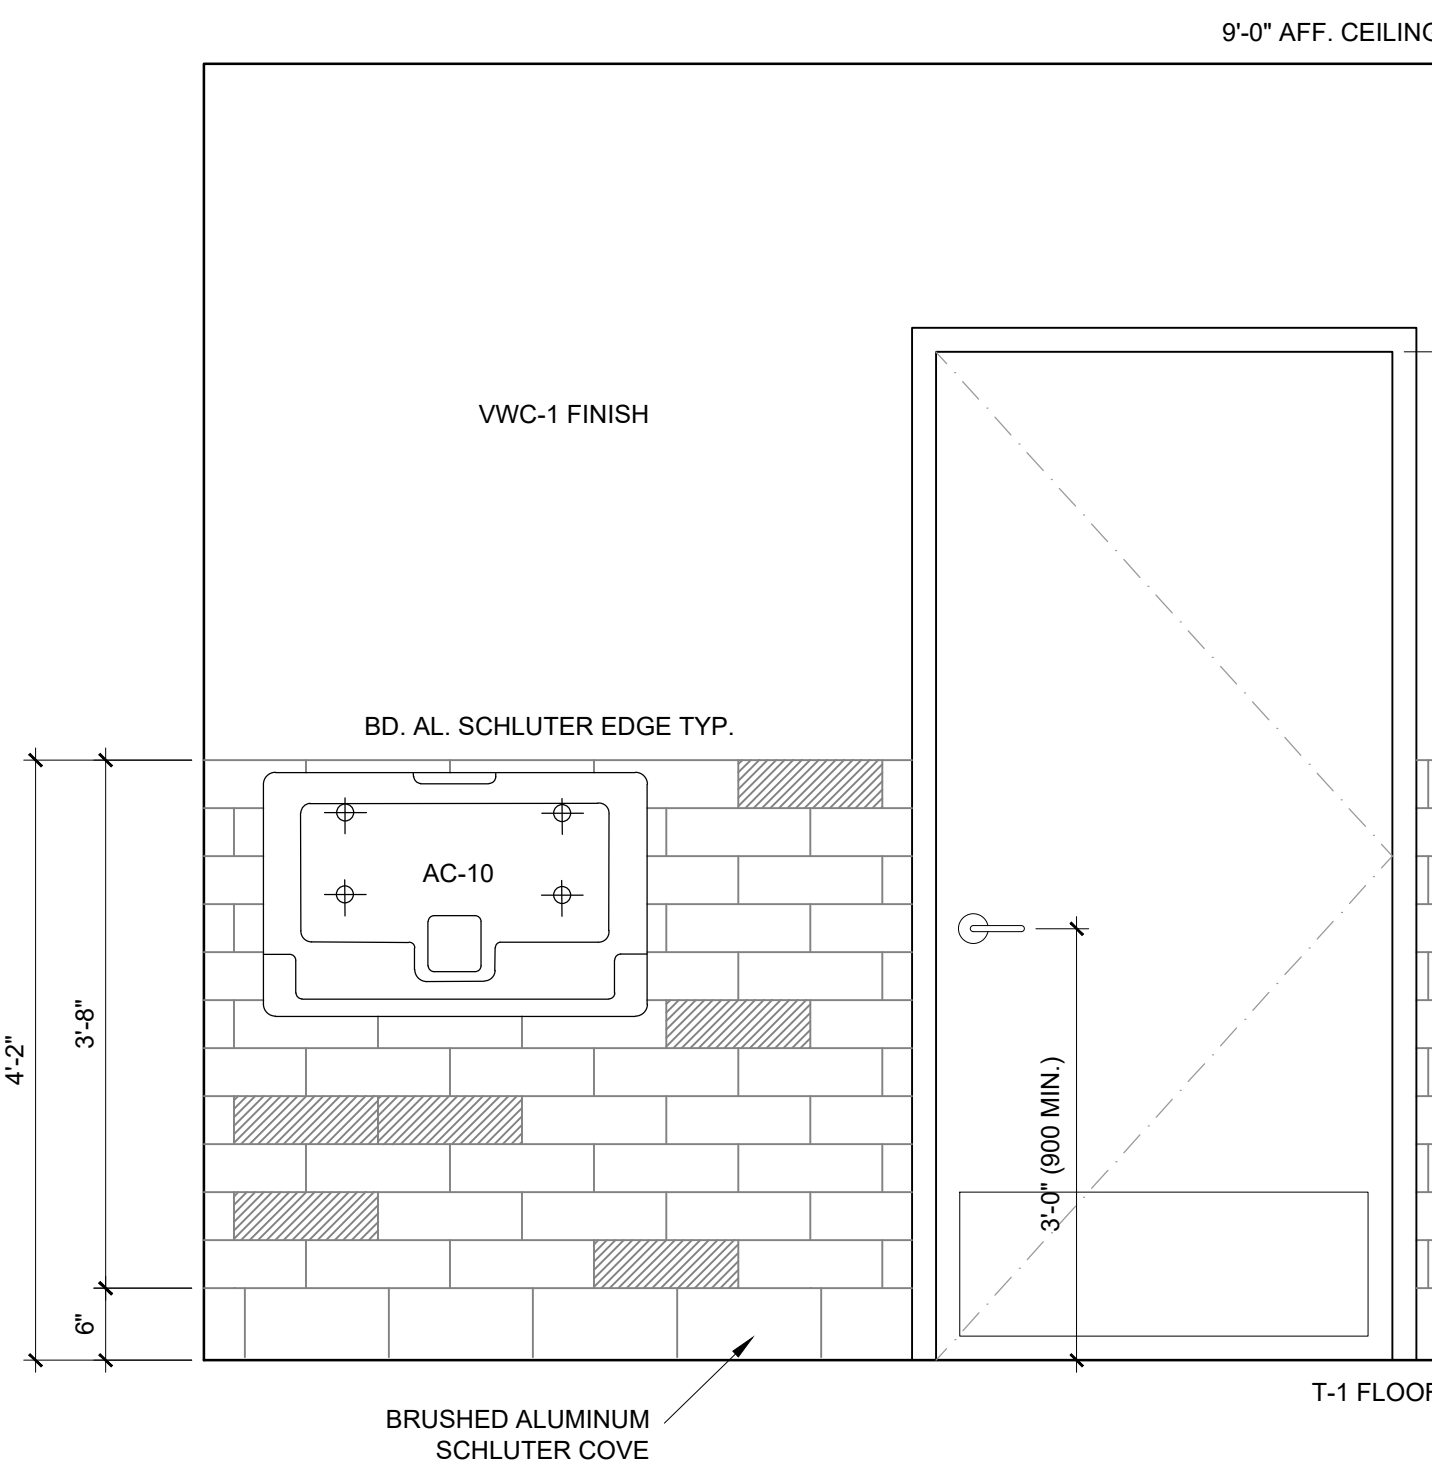 9'-0" AFF. CEILING
VWC-1 FINISH
BD. AL. SCHLUTER EDGE TYP.
AC-10
4'-2"
3'-8"
6"
3'-0" (900 MIN.)
T-1 FLOOR
BRUSHED ALUMINUM
SCHLUTER COVE